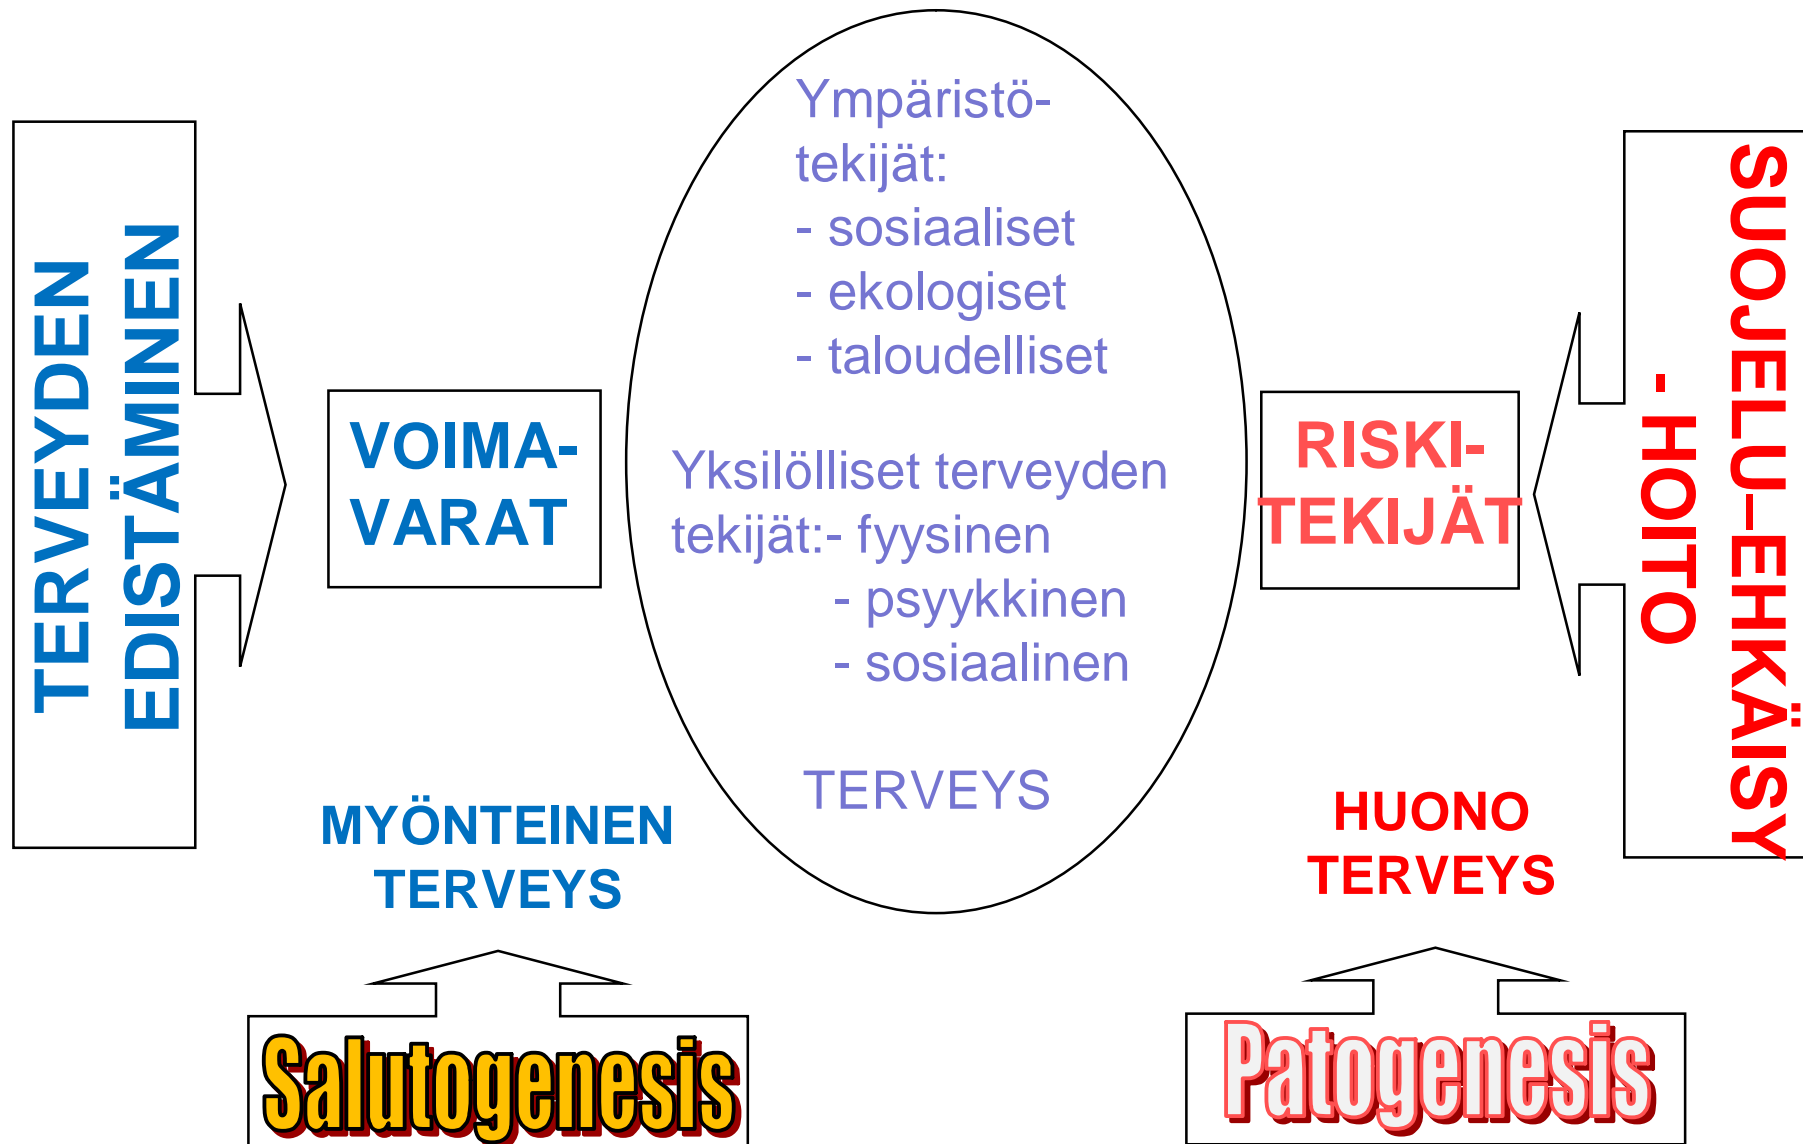 TERVEYDEN
EDISTÄMINEN
VOIMA-
VARAT
MYÖNTEINEN
TERVEYS
Salutogenesis
Ympäristö-
tekijät:
- sosiaaliset
- ekologiset
- taloudelliset
Yksilölliset terveyden
tekijät:- fyysinen
- psyykkinen
- sosiaalinen
TERVEYS
RISKI-
TEKIJÄT
HUONO
TERVEYS
Patogenesis
SUOJELU–EHKÄISY
- HOITO